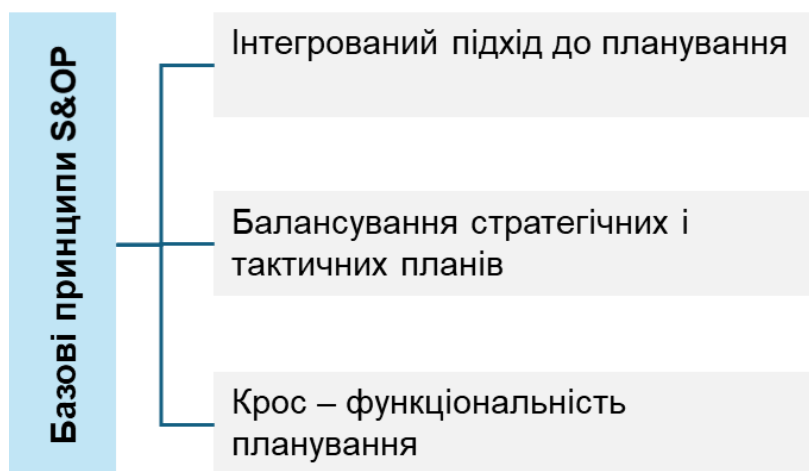 Базові принципи S&OP
Інтегрований підхід до планування
Балансування стратегічних і
тактичних планів
Крос – функціональність
планування